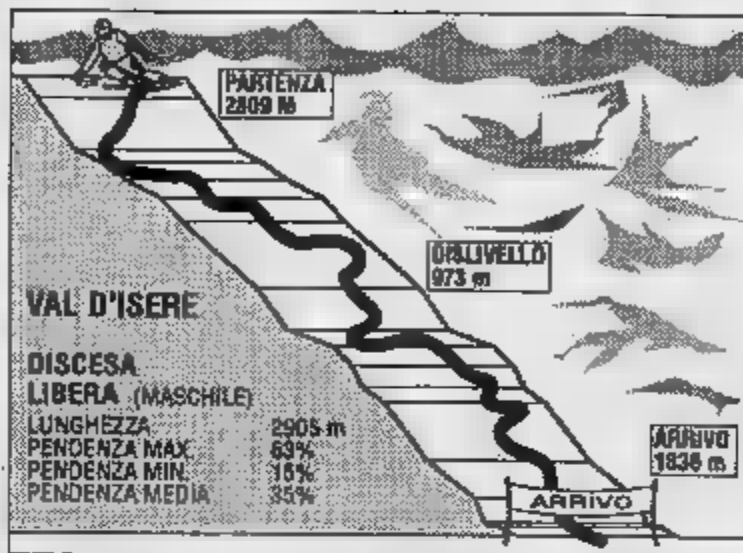 PARTENZA
2809 M
DISLIVELLO
973 m
VAL D'ISERE
DISCESA
LIBERA (MASCHILE)
LUNGHEZZA 2905 m
PENDENZA MAX. 63%
PENDENZA MIN. 15%
PENDENZA MEDIA 35%
ARRIVO
1836 m
ARRIVO